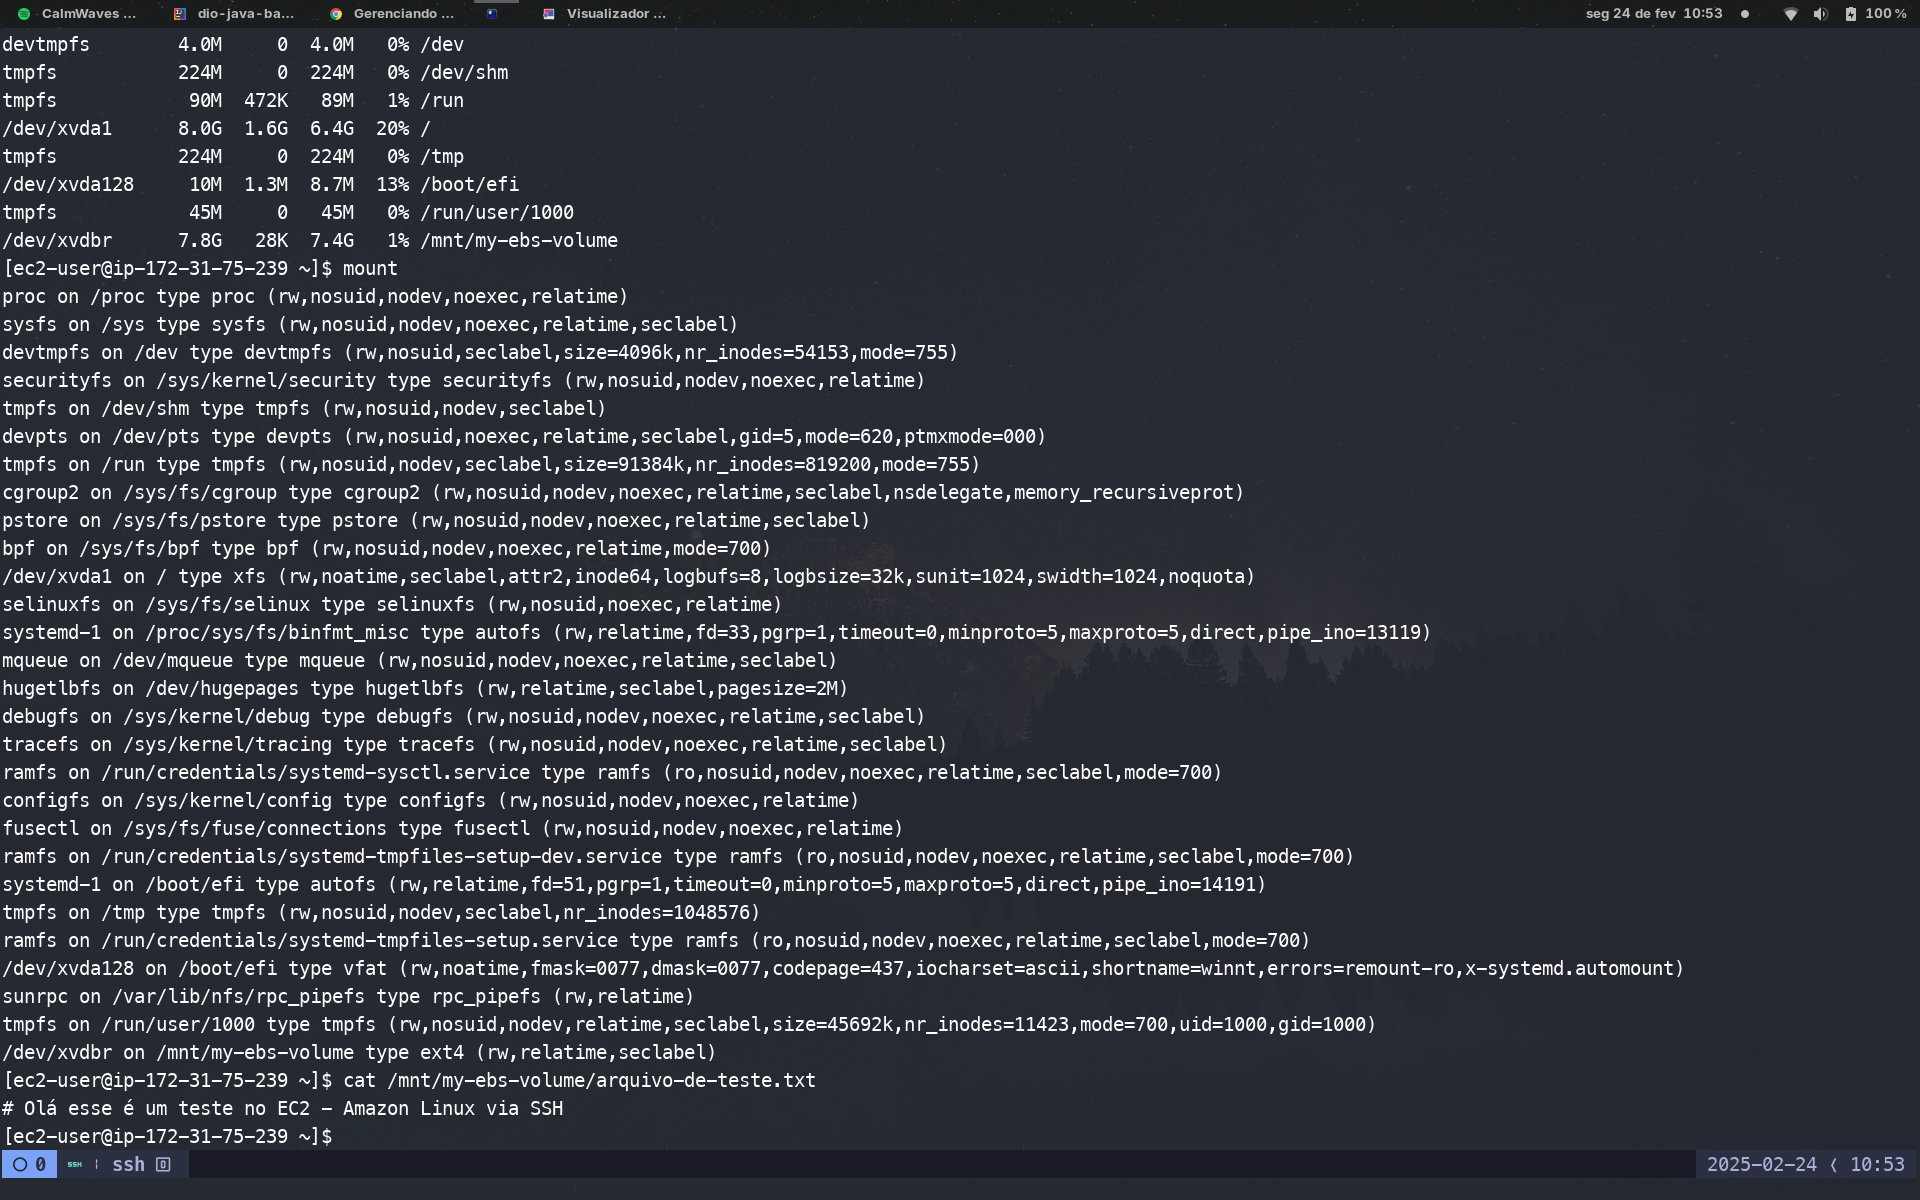 CalmWaves ... dio-java-ba... Gerenciando ... Visualizador ... seg 24 de fev 10:53 100 %
devtmpfs 4.0M 0 4.0M 0% /dev
tmpfs 224M 0 224M 0% /dev/shm
tmpfs 90M 472K 89M 1% /run
/dev/xvda1 8.0G 1.6G 6.4G 20% /
tmpfs 224M 0 224M 0% /tmp
/dev/xvda128 10M 1.3M 8.7M 13% /boot/efi
tmpfs 45M 0 45M 0% /run/user/1000
/dev/xvdbr 7.8G 28K 7.4G 1% /mnt/my-ebs-volume
[ec2-user@ip-172-31-75-239 ~]$ mount
proc on /proc type proc (rw,nosuid,nodev,noexec,relatime)
sysfs on /sys type sysfs (rw,nosuid,nodev,noexec,relatime,seclabel)
devtmpfs on /dev type devtmpfs (rw,nosuid,seclabel,size=4096k,nr_inodes=54153,mode=755)
securityfs on /sys/kernel/security type securityfs (rw,nosuid,nodev,noexec,relatime)
tmpfs on /dev/shm type tmpfs (rw,nosuid,nodev,seclabel)
devpts on /dev/pts type devpts (rw,nosuid,noexec,relatime,seclabel,gid=5,mode=620,ptmxmode=000)
tmpfs on /run type tmpfs (rw,nosuid,nodev,seclabel,size=91384k,nr_inodes=819200,mode=755)
cgroup2 on /sys/fs/cgroup type cgroup2 (rw,nosuid,nodev,noexec,relatime,seclabel,nsdelegate,memory_recursiveprot)
pstore on /sys/fs/pstore type pstore (rw,nosuid,nodev,noexec,relatime,seclabel)
bpf on /sys/fs/bpf type bpf (rw,nosuid,nodev,noexec,relatime,mode=700)
/dev/xvda1 on / type xfs (rw,noatime,seclabel,attr2,inode64,logbufs=8,logbsize=32k,sunit=1024,swidth=1024,noquota)
selinuxfs on /sys/fs/selinux type selinuxfs (rw,nosuid,noexec,relatime)
systemd-1 on /proc/sys/fs/binfmt_misc type autofs (rw,relatime,fd=33,pgrp=1,timeout=0,minproto=5,maxproto=5,direct,pipe_ino=13119)
mqueue on /dev/mqueue type mqueue (rw,nosuid,nodev,noexec,relatime,seclabel)
hugetlbfs on /dev/hugepages type hugetlbfs (rw,relatime,seclabel,pagesize=2M)
debugfs on /sys/kernel/debug type debugfs (rw,nosuid,nodev,noexec,relatime,seclabel)
tracefs on /sys/kernel/tracing type tracefs (rw,nosuid,nodev,noexec,relatime,seclabel)
ramfs on /run/credentials/systemd-sysctl.service type ramfs (ro,nosuid,nodev,noexec,relatime,seclabel,mode=700)
configfs on /sys/kernel/config type configfs (rw,nosuid,nodev,noexec,relatime)
fusectl on /sys/fs/fuse/connections type fusectl (rw,nosuid,nodev,noexec,relatime)
ramfs on /run/credentials/systemd-tmpfiles-setup-dev.service type ramfs (ro,nosuid,nodev,noexec,relatime,seclabel,mode=700)
systemd-1 on /boot/efi type autofs (rw,relatime,fd=51,pgrp=1,timeout=0,minproto=5,maxproto=5,direct,pipe_ino=14191)
tmpfs on /tmp type tmpfs (rw,nosuid,nodev,seclabel,nr_inodes=1048576)
ramfs on /run/credentials/systemd-tmpfiles-setup.service type ramfs (ro,nosuid,nodev,noexec,relatime,seclabel,mode=700)
/dev/xvda128 on /boot/efi type vfat (rw,noatime,fmask=0077,dmask=0077,codepage=437,iocharset=ascii,shortname=winnt,errors=remount-ro,x-systemd.automount)
sunrpc on /var/lib/nfs/rpc_pipefs type rpc_pipefs (rw,relatime)
tmpfs on /run/user/1000 type tmpfs (rw,nosuid,nodev,relatime,seclabel,size=45692k,nr_inodes=11423,mode=700,uid=1000,gid=1000)
/dev/xvdbr on /mnt/my-ebs-volume type ext4 (rw,relatime,seclabel)
[ec2-user@ip-172-31-75-239 ~]$ cat /mnt/my-ebs-volume/arquivo-de-teste.txt
# Olá esse é um teste no EC2 - Amazon Linux via SSH
[ec2-user@ip-172-31-75-239 ~]$
0 SSH ssh 0 2025-02-24 10:53